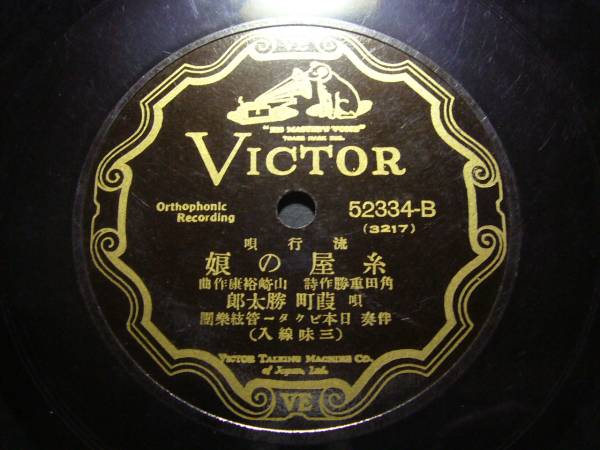 "HIS MASTER'S VOICE"
TRADE MARK REG.
VICTOR
Orthophonic
Recording
52334-B
(3217)
流行唄
糸屋の娘
角田重勝作詩 山崎裕康作曲
唄 葭町 勝太郎
伴奏 日本ビクター管絃樂團
(三味線入)
VICTOR TALKING MACHINE CO.
of Japan, Ltd.
VE